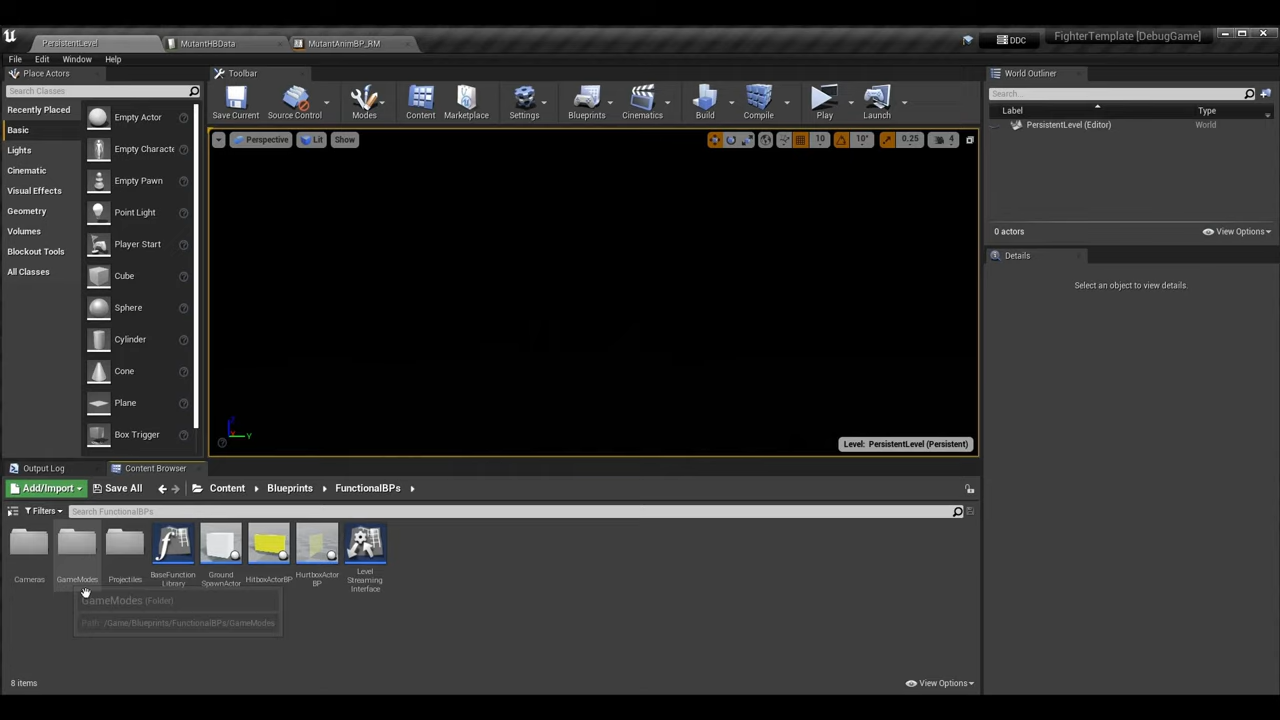 PersistentLevel
MutantHBData
MutantAnimBP_RM
DDC
FighterTemplate [DebugGame]
File Edit Window Help
Place Actors
Search Classes
Recently Placed
Basic
Lights
Cinematic
Visual Effects
Geometry
Volumes
Blockout Tools
All Classes
Empty Actor
Empty Characte
Empty Pawn
Point Light
Player Start
Cube
Sphere
Cylinder
Cone
Plane
Box Trigger
Toolbar
Save Current
Source Control
Modes
Content
Marketplace
Settings
Blueprints
Cinematics
Build
Compile
Play
Launch
Perspective
Lit
Show
10
10°
0.25
4
Level: PersistentLevel (Persistent)
World Outliner
Search...
Label
Type
PersistentLevel (Editor)
World
0 actors
View Options
Details
Select an object to view details.
Output Log
Content Browser
Add/Import
Save All
Content
Blueprints
FunctionalBPs
Filters
Search FunctionalBPs
Cameras
GameModes
Projectiles
BaseFunction
Library
Ground
SpawnActor
HitboxActorBP
HurtboxActor
BP
Level
Streaming
Interface
GameModes (Folder)
Path: /Game/Blueprints/FunctionalBPs/GameModes
8 items
View Options